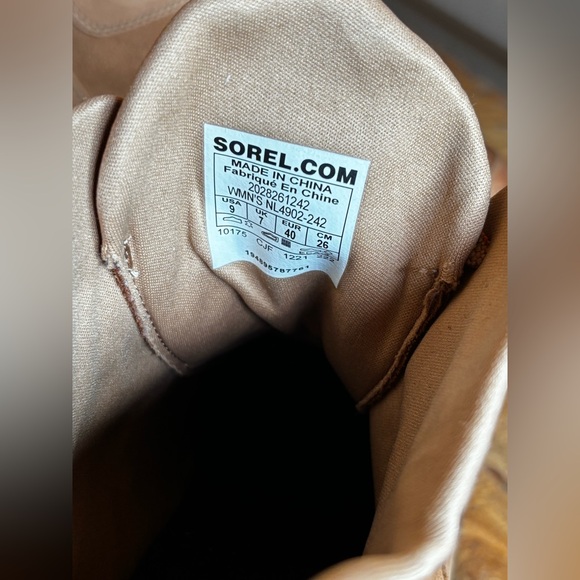 SOREL.COM
MADE IN CHINA
Fabriqué En Chine
2028261242
WMN'S NL4902-242
USA UK EUR CM
9 7 40 26
10175 CJF 1221